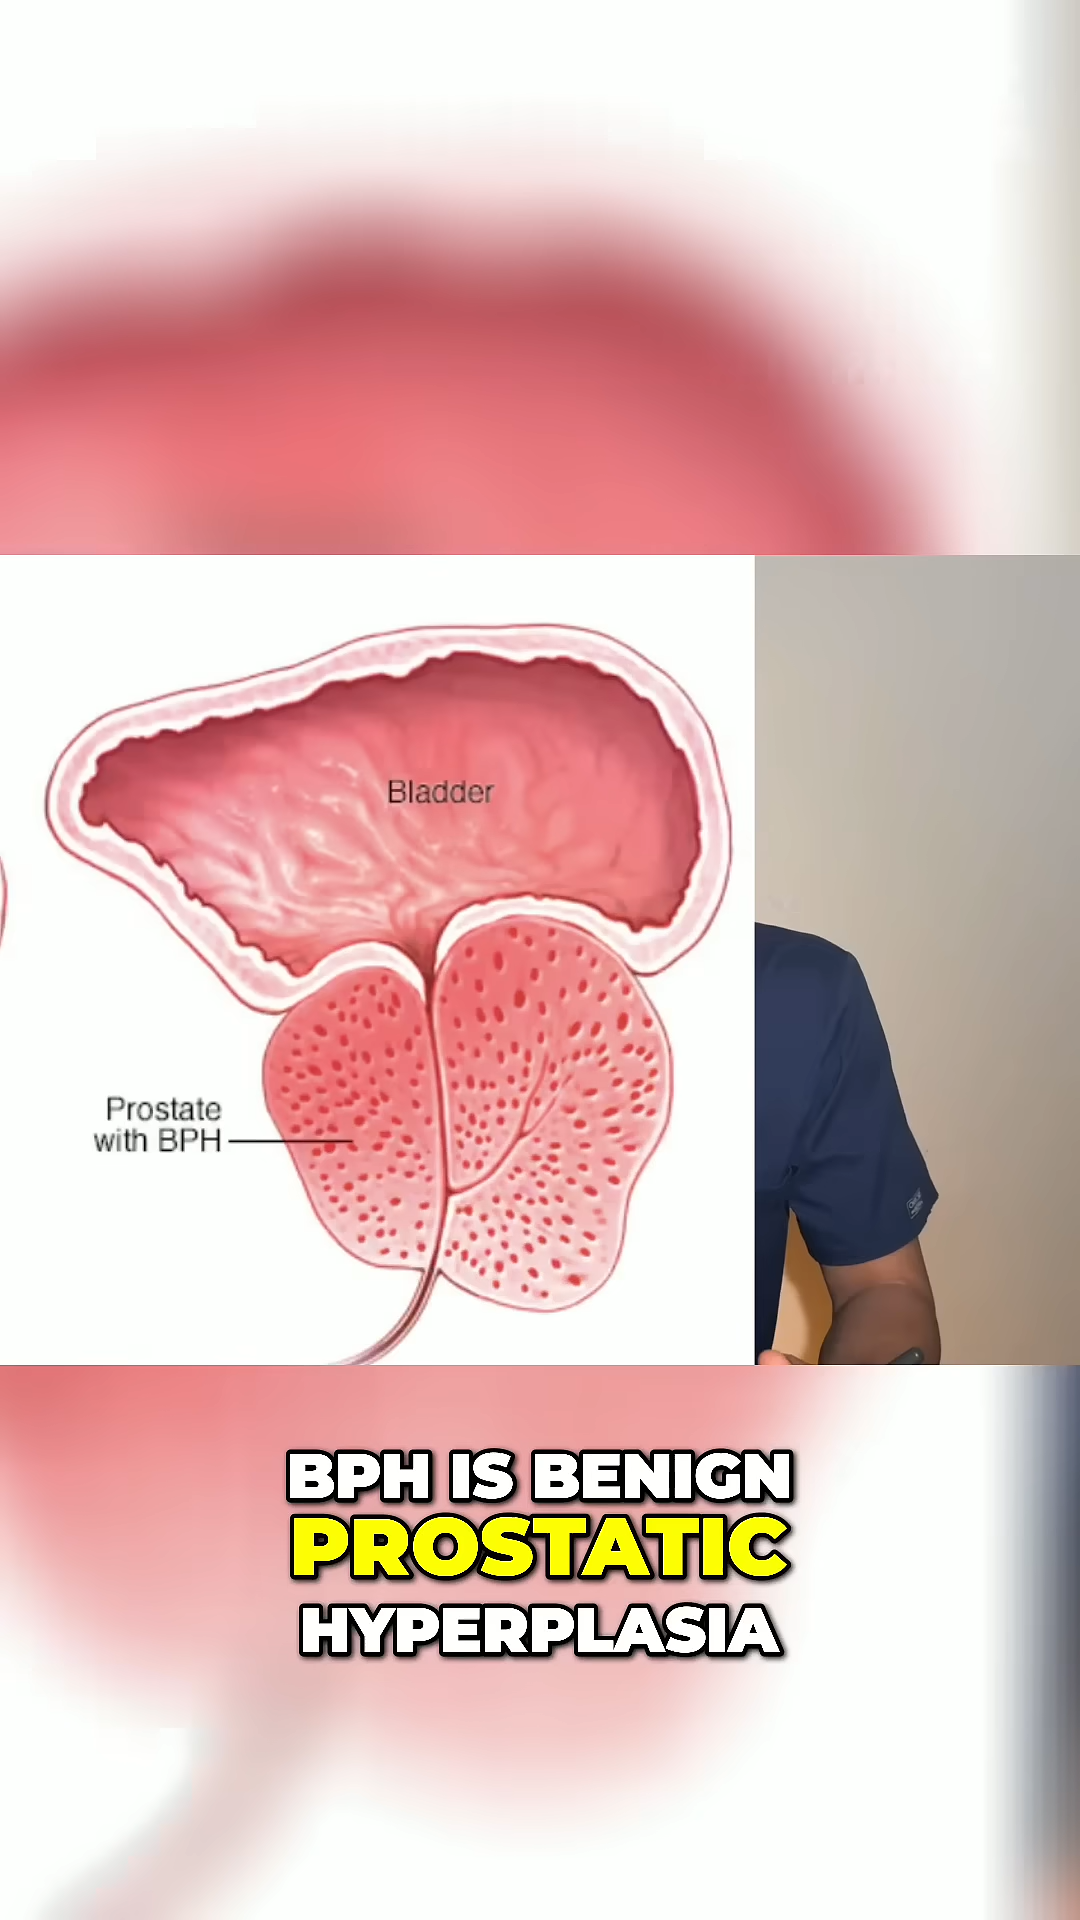 Bladder
Prostate
with BPH
BPH IS BENIGN
PROSTATIC
HYPERPLASIA